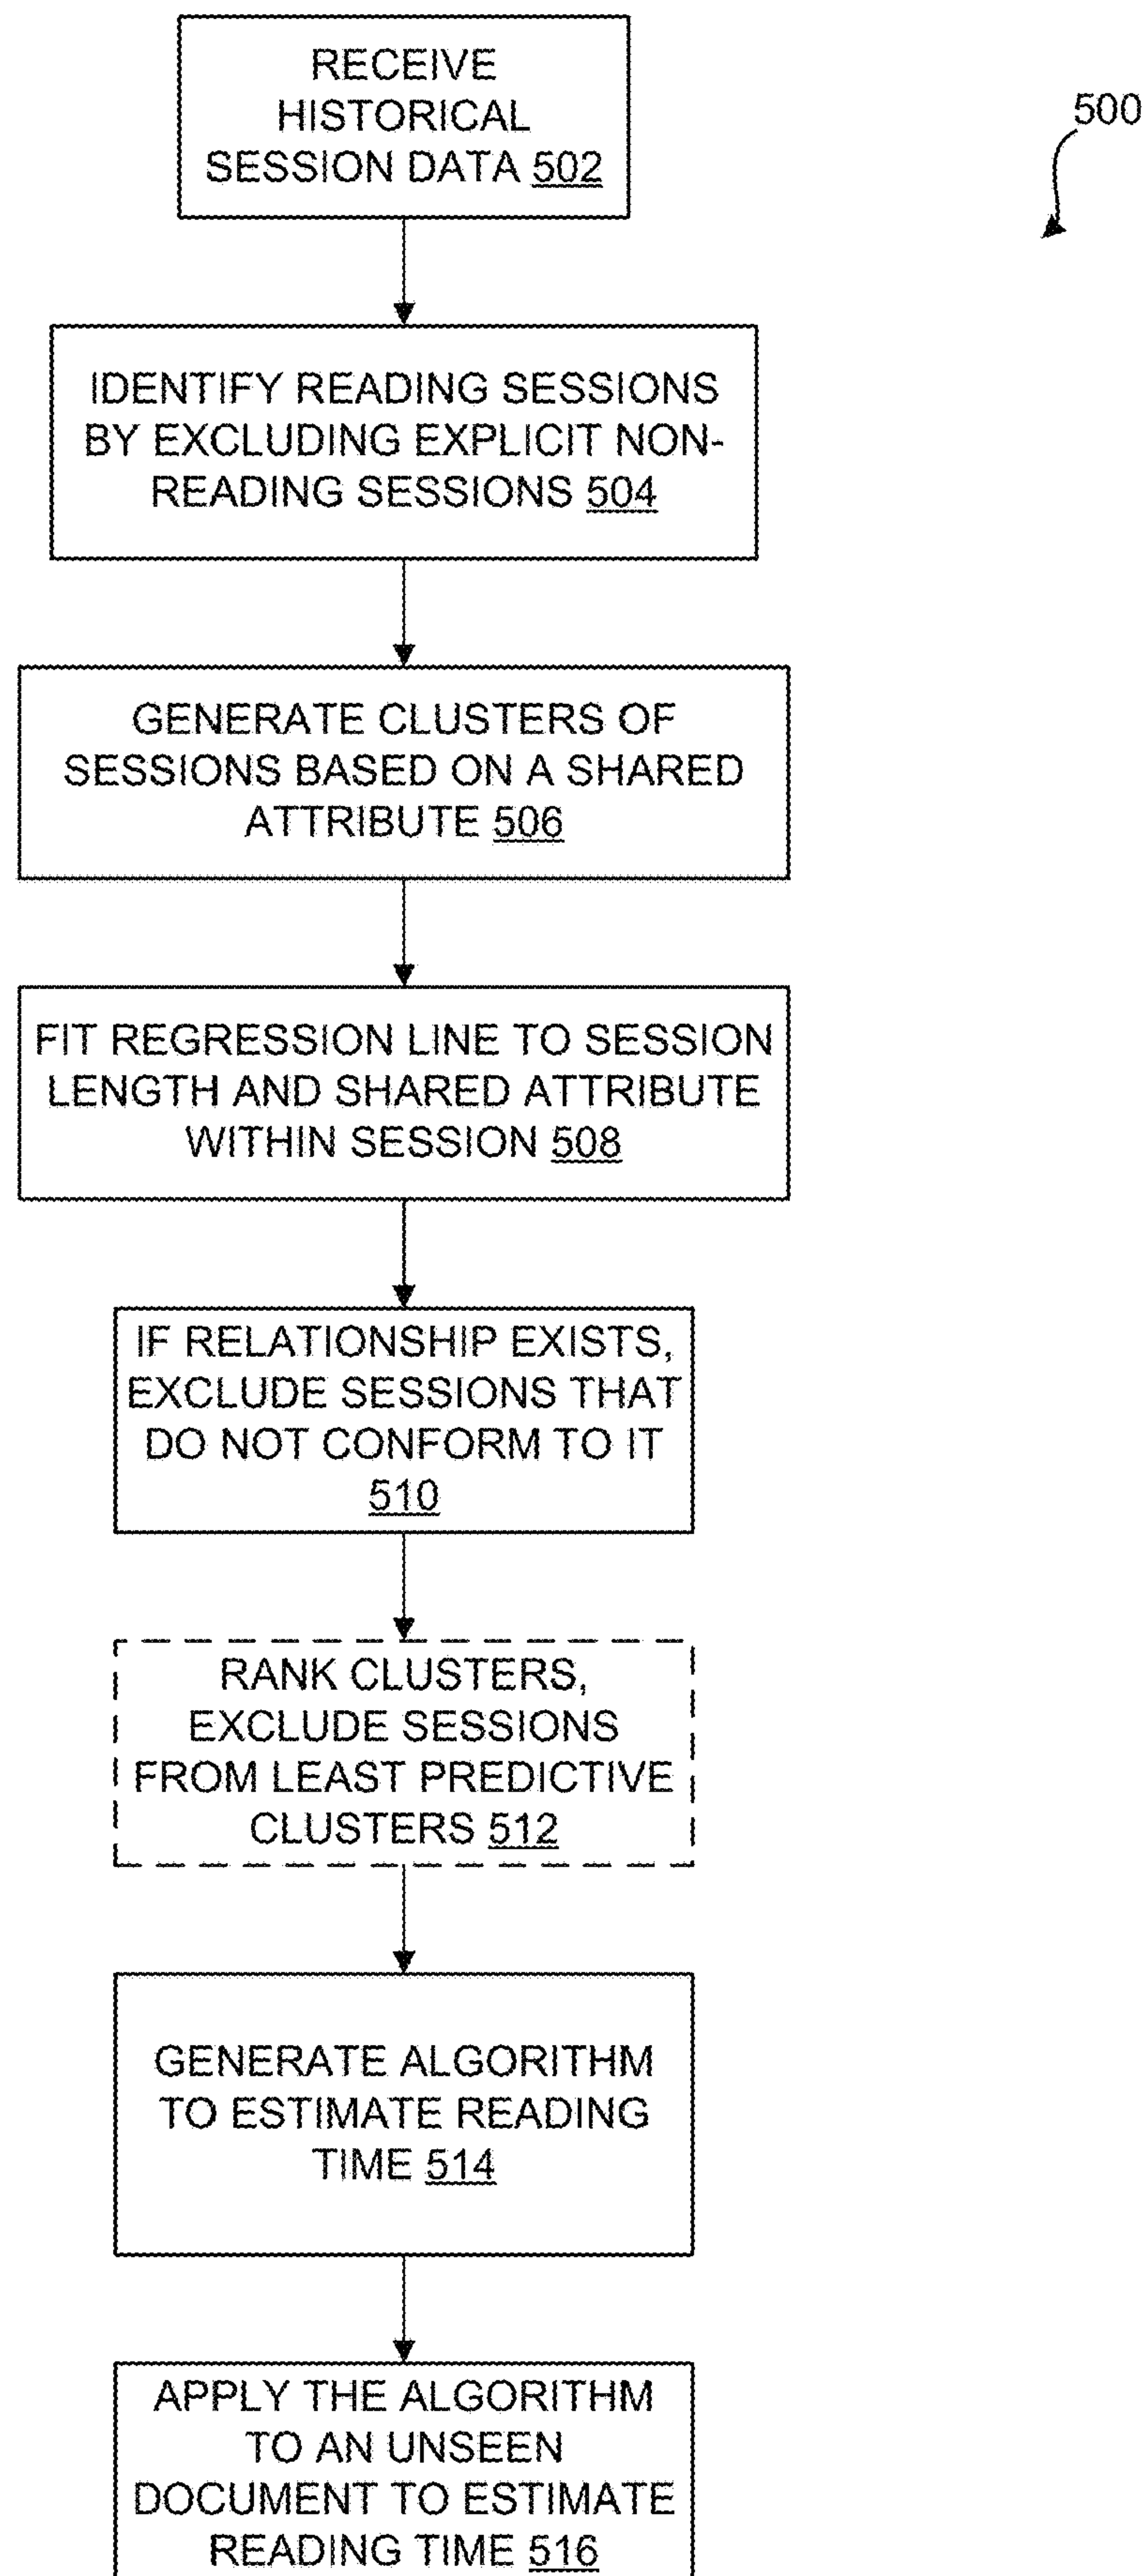 RECEIVE
HISTORICAL
SESSION DATA 502
500
IDENTIFY READING SESSIONS
BY EXCLUDING EXPLICIT NON-
READING SESSIONS 504
GENERATE CLUSTERS OF
SESSIONS BASED ON A SHARED
ATTRIBUTE 506
FIT REGRESSION LINE TO SESSION
LENGTH AND SHARED ATTRIBUTE
WITHIN SESSION 508
IF RELATIONSHIP EXISTS,
EXCLUDE SESSIONS THAT
DO NOT CONFORM TO IT
510
RANK CLUSTERS,
EXCLUDE SESSIONS
FROM LEAST PREDICTIVE
CLUSTERS 512
GENERATE ALGORITHM
TO ESTIMATE READING
TIME 514
APPLY THE ALGORITHM
TO AN UNSEEN
DOCUMENT TO ESTIMATE
READING TIME 516